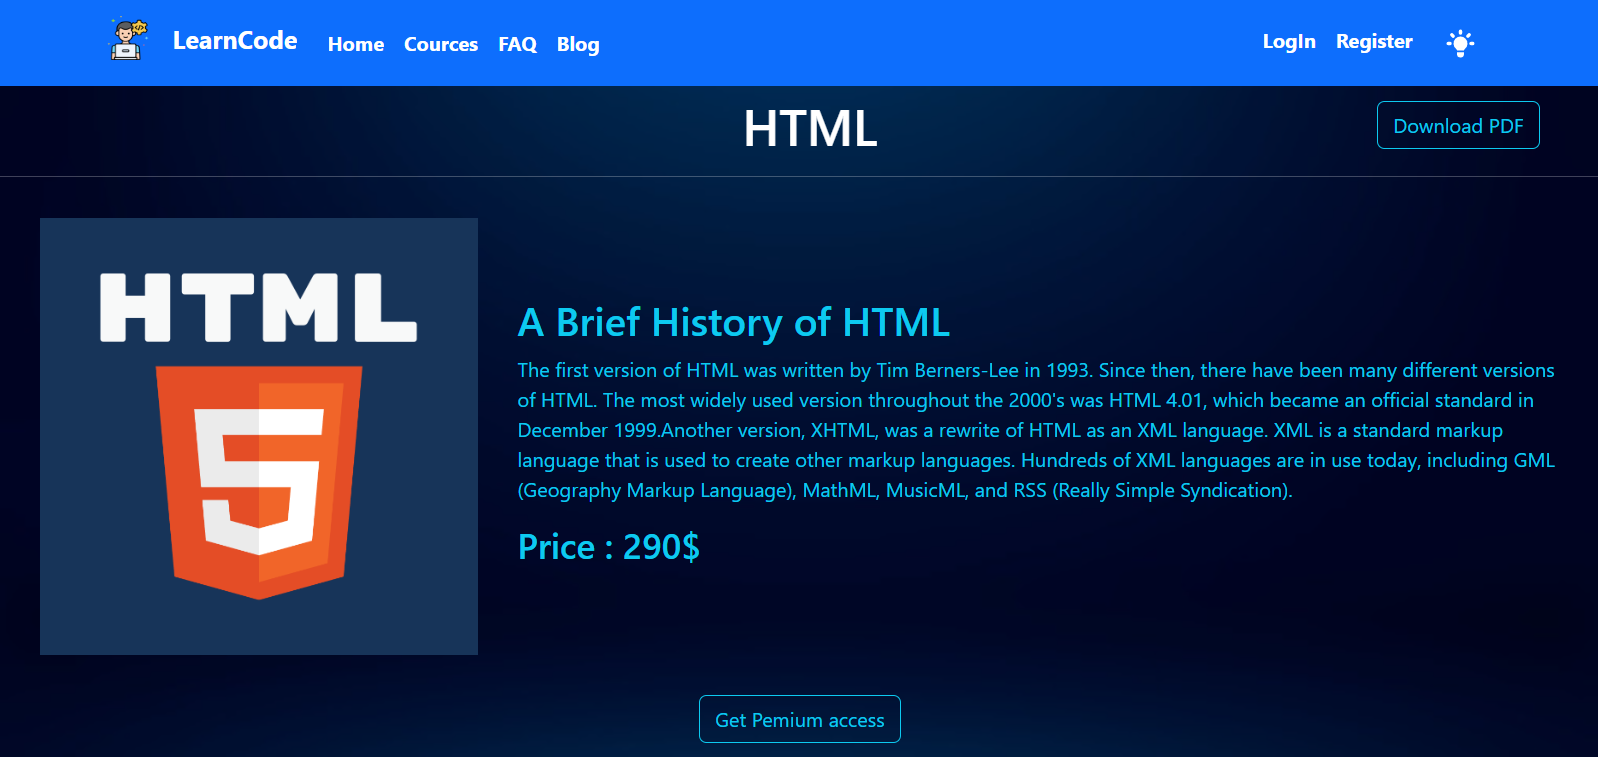 LearnCode
Home Cources FAQ Blog
LogIn Register
HTML
Download PDF
HTML
5
A Brief History of HTML
The first version of HTML was written by Tim Berners-Lee in 1993. Since then, there have been many different versions
of HTML. The most widely used version throughout the 2000's was HTML 4.01, which became an official standard in
December 1999.Another version, XHTML, was a rewrite of HTML as an XML language. XML is a standard markup
language that is used to create other markup languages. Hundreds of XML languages are in use today, including GML
(Geography Markup Language), MathML, MusicML, and RSS (Really Simple Syndication).
Price : 290$
Get Pemium access